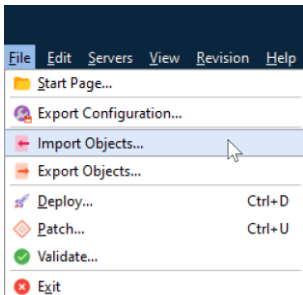 File Edit Servers View Revision Help
Start Page...
Export Configuration...
Import Objects...
Export Objects...
Deploy... Ctrl+D
Patch... Ctrl+U
Validate...
Exit